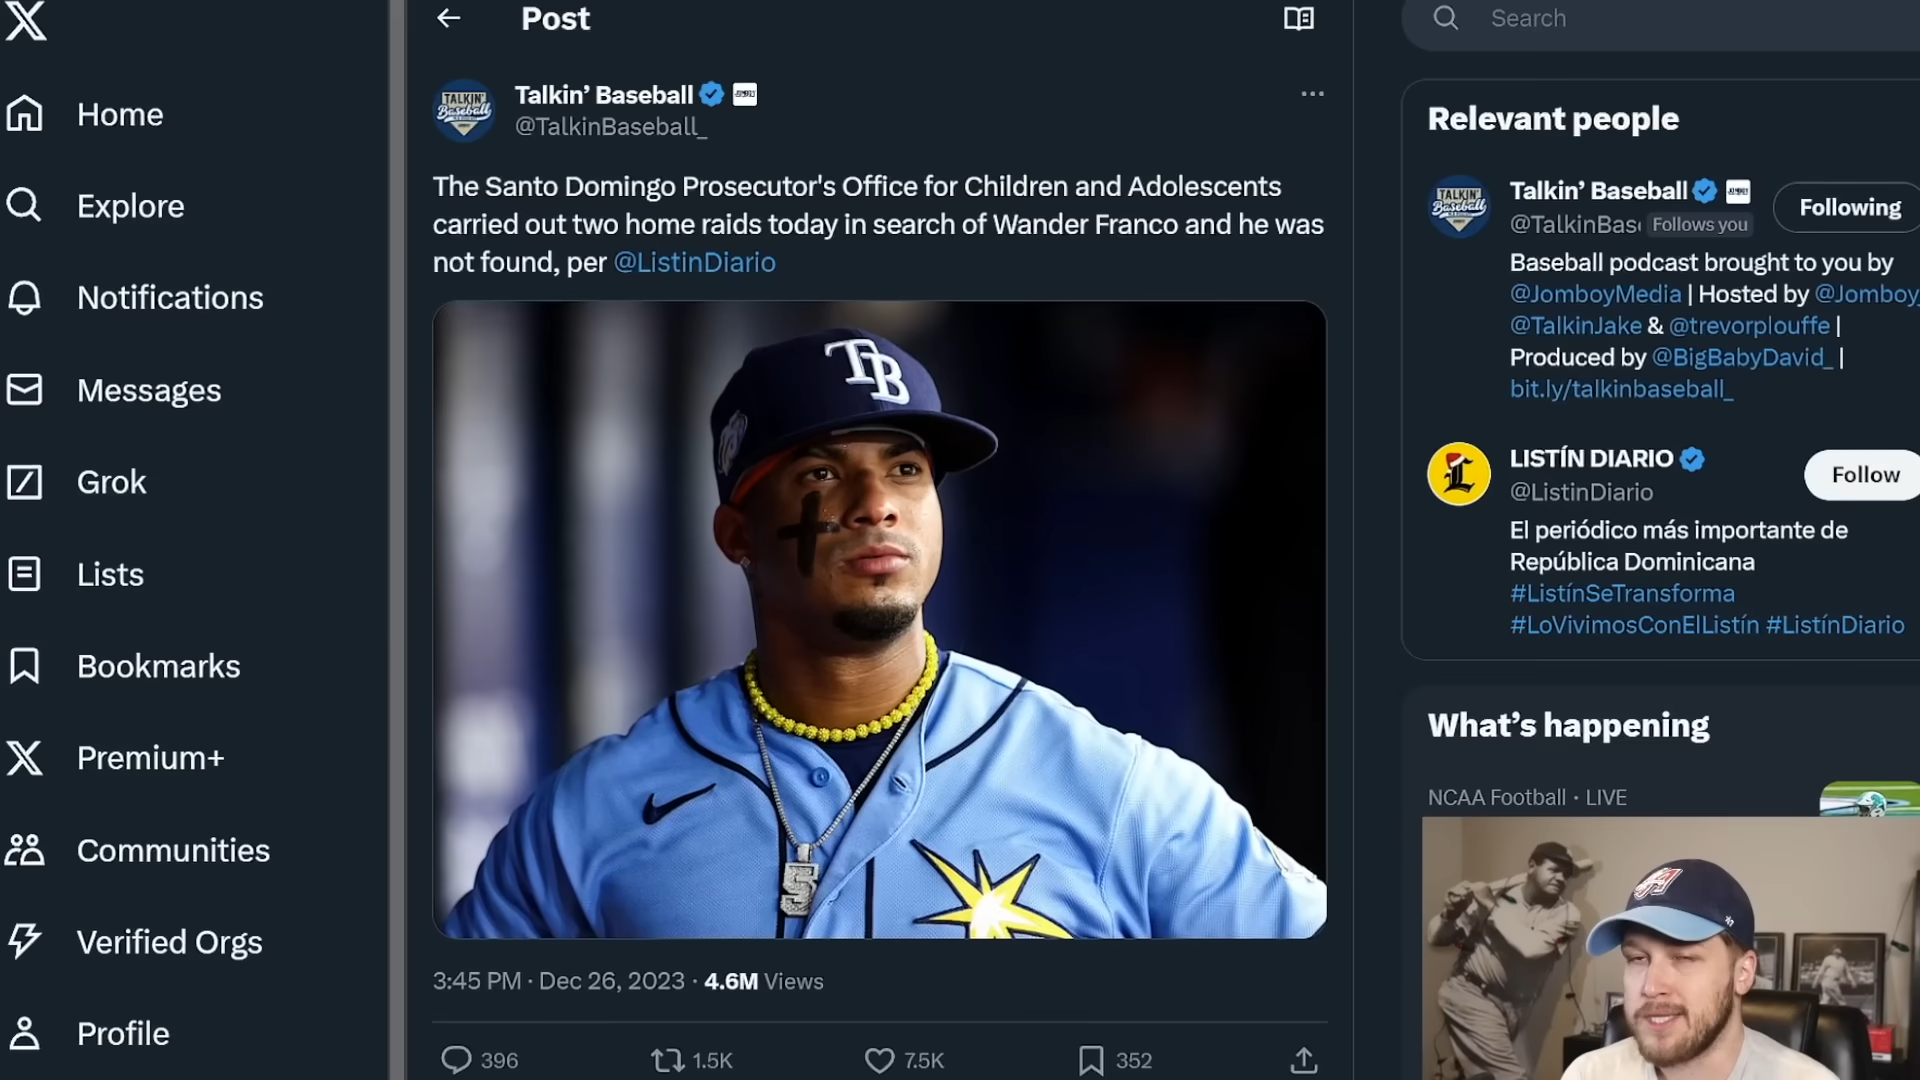 Home
Explore
Notifications
Messages
Grok
Lists
Bookmarks
Premium+
Communities
Verified Orgs
Profile
Post
Talkin’ Baseball
@TalkinBaseball_
The Santo Domingo Prosecutor's Office for Children and Adolescents
carried out two home raids today in search of Wander Franco and he was
not found, per @ListinDiario
TB
5
3:45 PM · Dec 26, 2023 · 4.6M Views
396
1.5K
7.5K
352
Search
Relevant people
Talkin’ Baseball
@TalkinBas Follows you
Following
Baseball podcast brought to you by
@JomboyMedia | Hosted by @Jomboy_
@TalkinJake & @trevorplouffe |
Produced by @BigBabyDavid_ |
bit.ly/talkinbaseball_
LISTÍN DIARIO
@ListinDiario
Follow
El periódico más importante de
República Dominicana
#ListínSeTransforma
#LoVivimosConElListín #ListínDiario
What’s happening
NCAA Football · LIVE